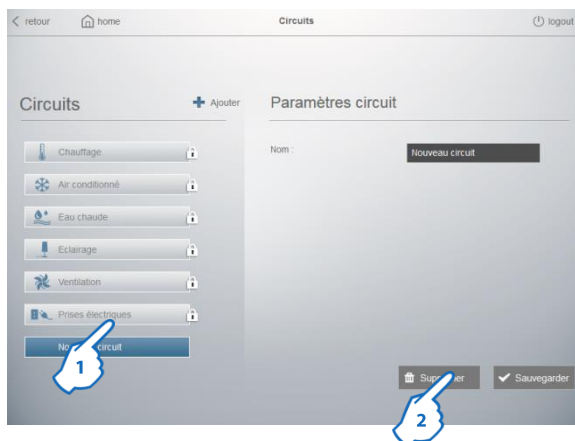 retour
home
Circuits
logout
Circuits
Ajouter
Paramètres circuit
Chauffage
Nom :
Nouveau circuit
Air conditionné
Eau chaude
Eclairage
Ventilation
Prises électriques
circuit
1
Sauvegarder
2